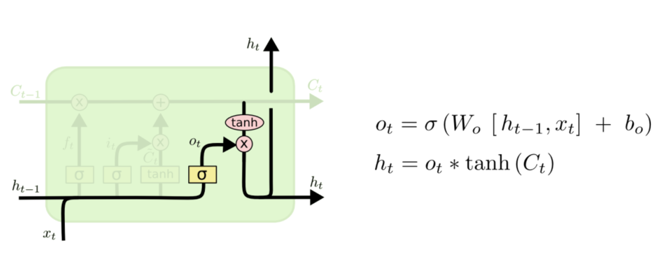 h_t
C_{t-1}
C_t
tanh
× + ×
f_t i_t o_t
C̃_t
σ σ tanh σ
h_{t-1}
h_t
x_t
o_t = σ (W_o [h_{t-1}, x_t] + b_o)
h_t = o_t * tanh (C_t)